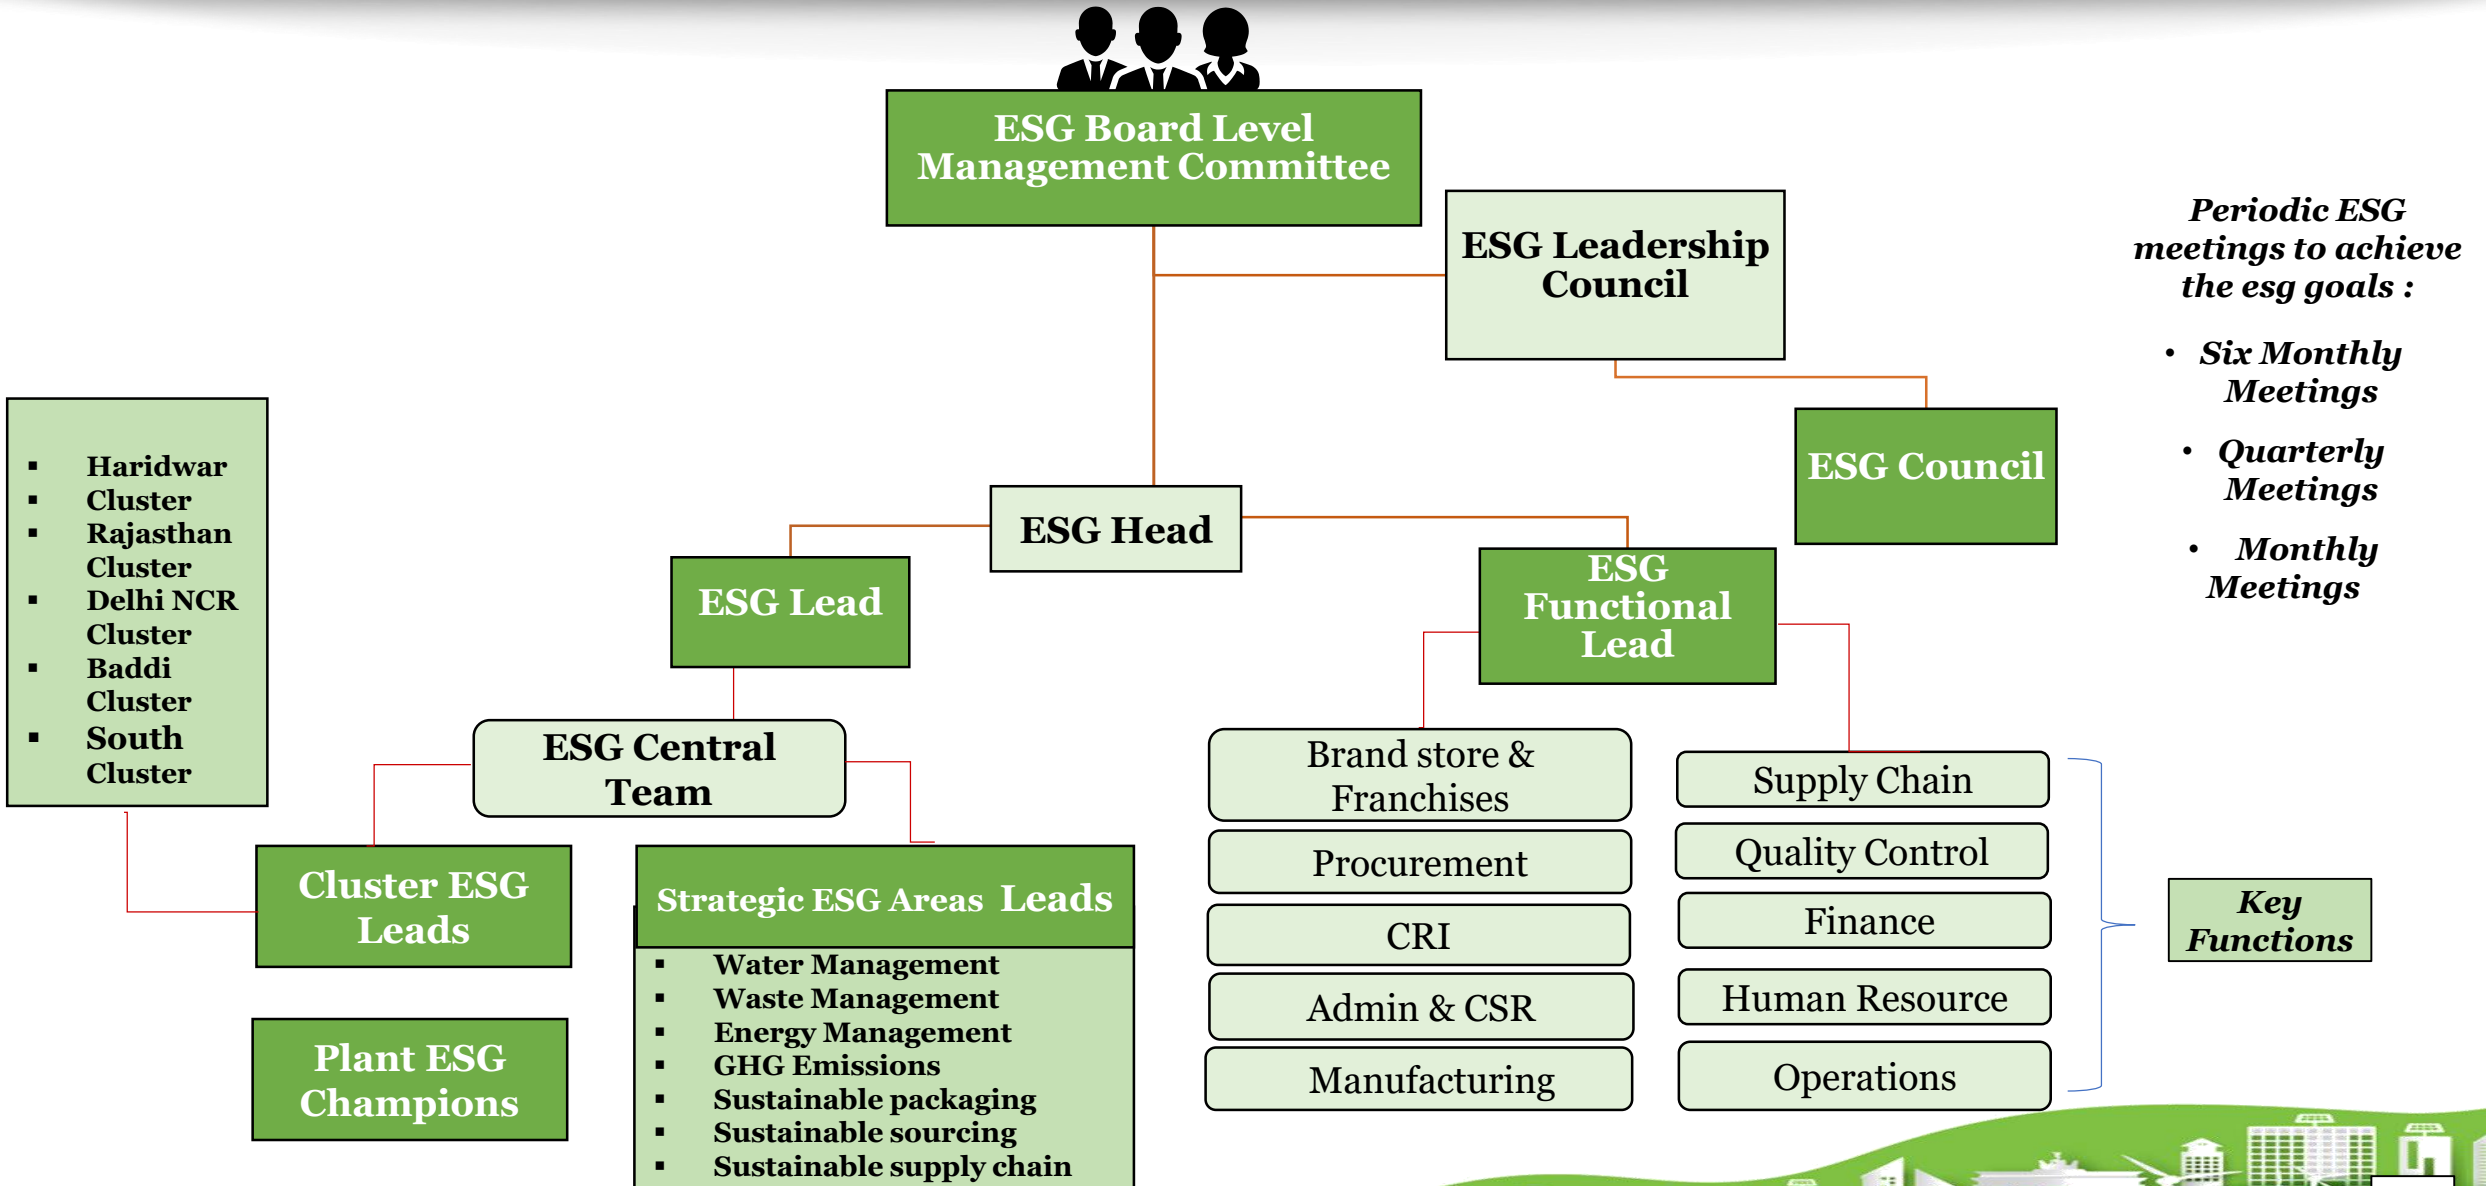 ESG Board Level
Management Committee
ESG Leadership
Council
ESG Council
Periodic ESG
meetings to achieve
the esg goals :
• Six Monthly
Meetings
• Quarterly
Meetings
• Monthly
Meetings
ESG Head
ESG Lead
ESG
Functional
Lead
▪ Haridwar
▪ Cluster
▪ Rajasthan
Cluster
▪ Delhi NCR
Cluster
▪ Baddi
Cluster
▪ South
Cluster
ESG Central
Team
Cluster ESG
Leads
Plant ESG
Champions
Strategic ESG Areas Leads
▪ Water Management
▪ Waste Management
▪ Energy Management
▪ GHG Emissions
▪ Sustainable packaging
▪ Sustainable sourcing
▪ Sustainable supply chain
Brand store &
Franchises
Procurement
CRI
Admin & CSR
Manufacturing
Supply Chain
Quality Control
Finance
Human Resource
Operations
Key
Functions